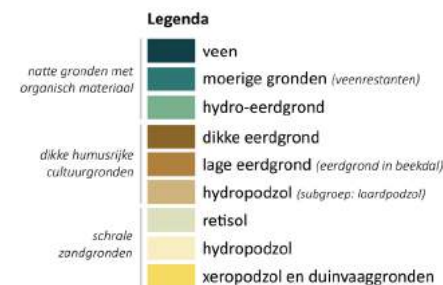 Legenda
natte gronden met
organisch materiaal
veen
moerige gronden (veenrestanten)
hydro-eerdgrond
dikke humusrijke
cultuurgronden
dikke eerdgrond
lage eerdgrond (eerdgrond in beekdal)
hydropodzol (subgroep: laardpodzol)
schrale
zandgronden
retisol
hydropodzol
xeropodzol en duinvaaggronden